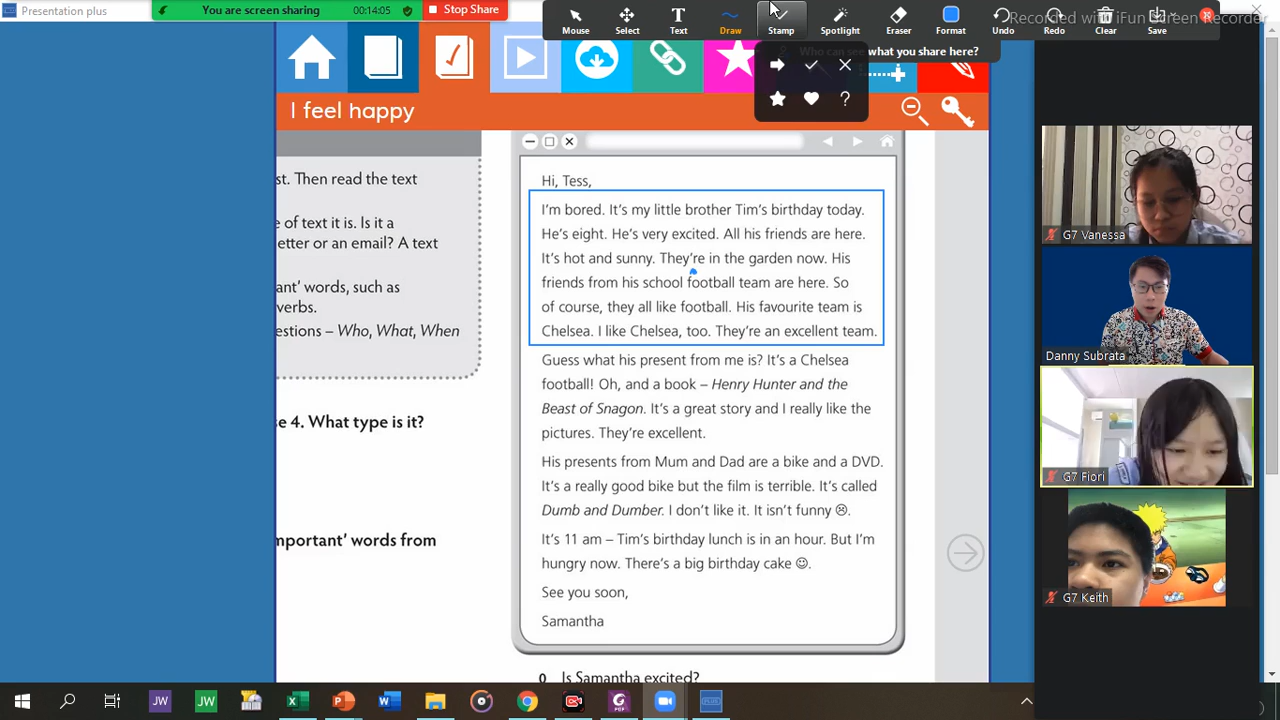 Presentation plus
You are screen sharing
00:14:05
Stop Share
Mouse
Select
Text
Draw
Stamp
Spotlight
Eraser
Format
Undo
Redo
Clear
Save
Recorded with iFun Screen Recorder
Who can see what you share here?
?
I feel happy
st. Then read the text
e of text it is. Is it a
etter or an email? A text
ant' words, such as
verbs.
estions – Who, What, When
e 4. What type is it?
mportant' words from
Hi, Tess,
I'm bored. It's my little brother Tim's birthday today.
He's eight. He's very excited. All his friends are here.
It's hot and sunny. They're in the garden now. His
friends from his school football team are here. So
of course, they all like football. His favourite team is
Chelsea. I like Chelsea, too. They're an excellent team.
Guess what his present from me is? It's a Chelsea
football! Oh, and a book – Henry Hunter and the
Beast of Snagon. It's a great story and I really like the
pictures. They're excellent.
His presents from Mum and Dad are a bike and a DVD.
It's a really good bike but the film is terrible. It's called
Dumb and Dumber. I don't like it. It isn't funny ☹.
It's 11 am – Tim's birthday lunch is in an hour. But I'm
hungry now. There's a big birthday cake ☺.
See you soon,
Samantha
0 Is Samantha excited?
G7 Vanessa
Danny Subrata
G7 Fiori
G7 Keith
JW
JW
PLUS